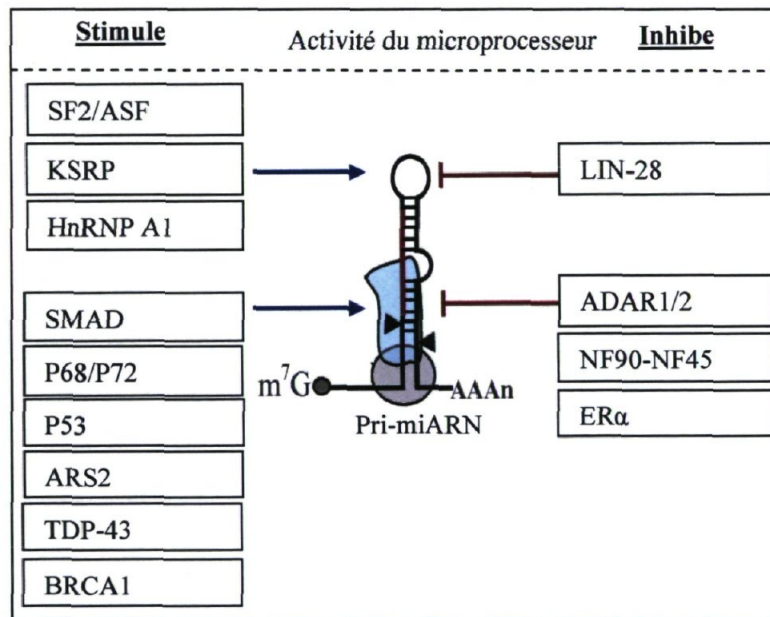 Stimule Activité du microprocesseur Inhibe
SF2/ASF
KSRP
HnRNP A1
SMAD
P68/P72
P53
ARS2
TDP-43
BRCA1
LIN-28
ADAR1/2
NF90-NF45
ERα
m⁷G AAAn
Pri-miARN